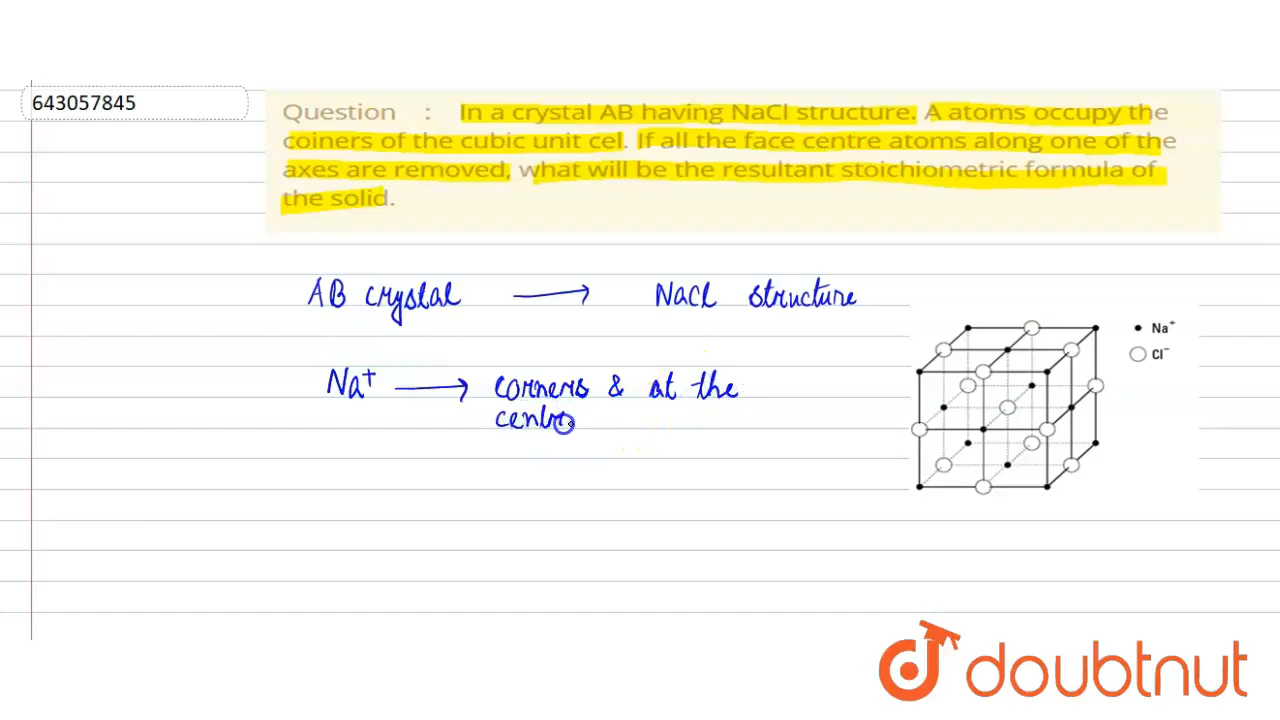 643057845
Question : In a crystal AB having NaCl structure. A atoms occupy the
coiners of the cubic unit cel. If all the face centre atoms along one of the
axes are removed, what will be the resultant stoichiometric formula of
the solid.
AB crystal → NaCl structure
Na⁺
Cl⁻
Na⁺ → corners & at the
centre
doubtnut